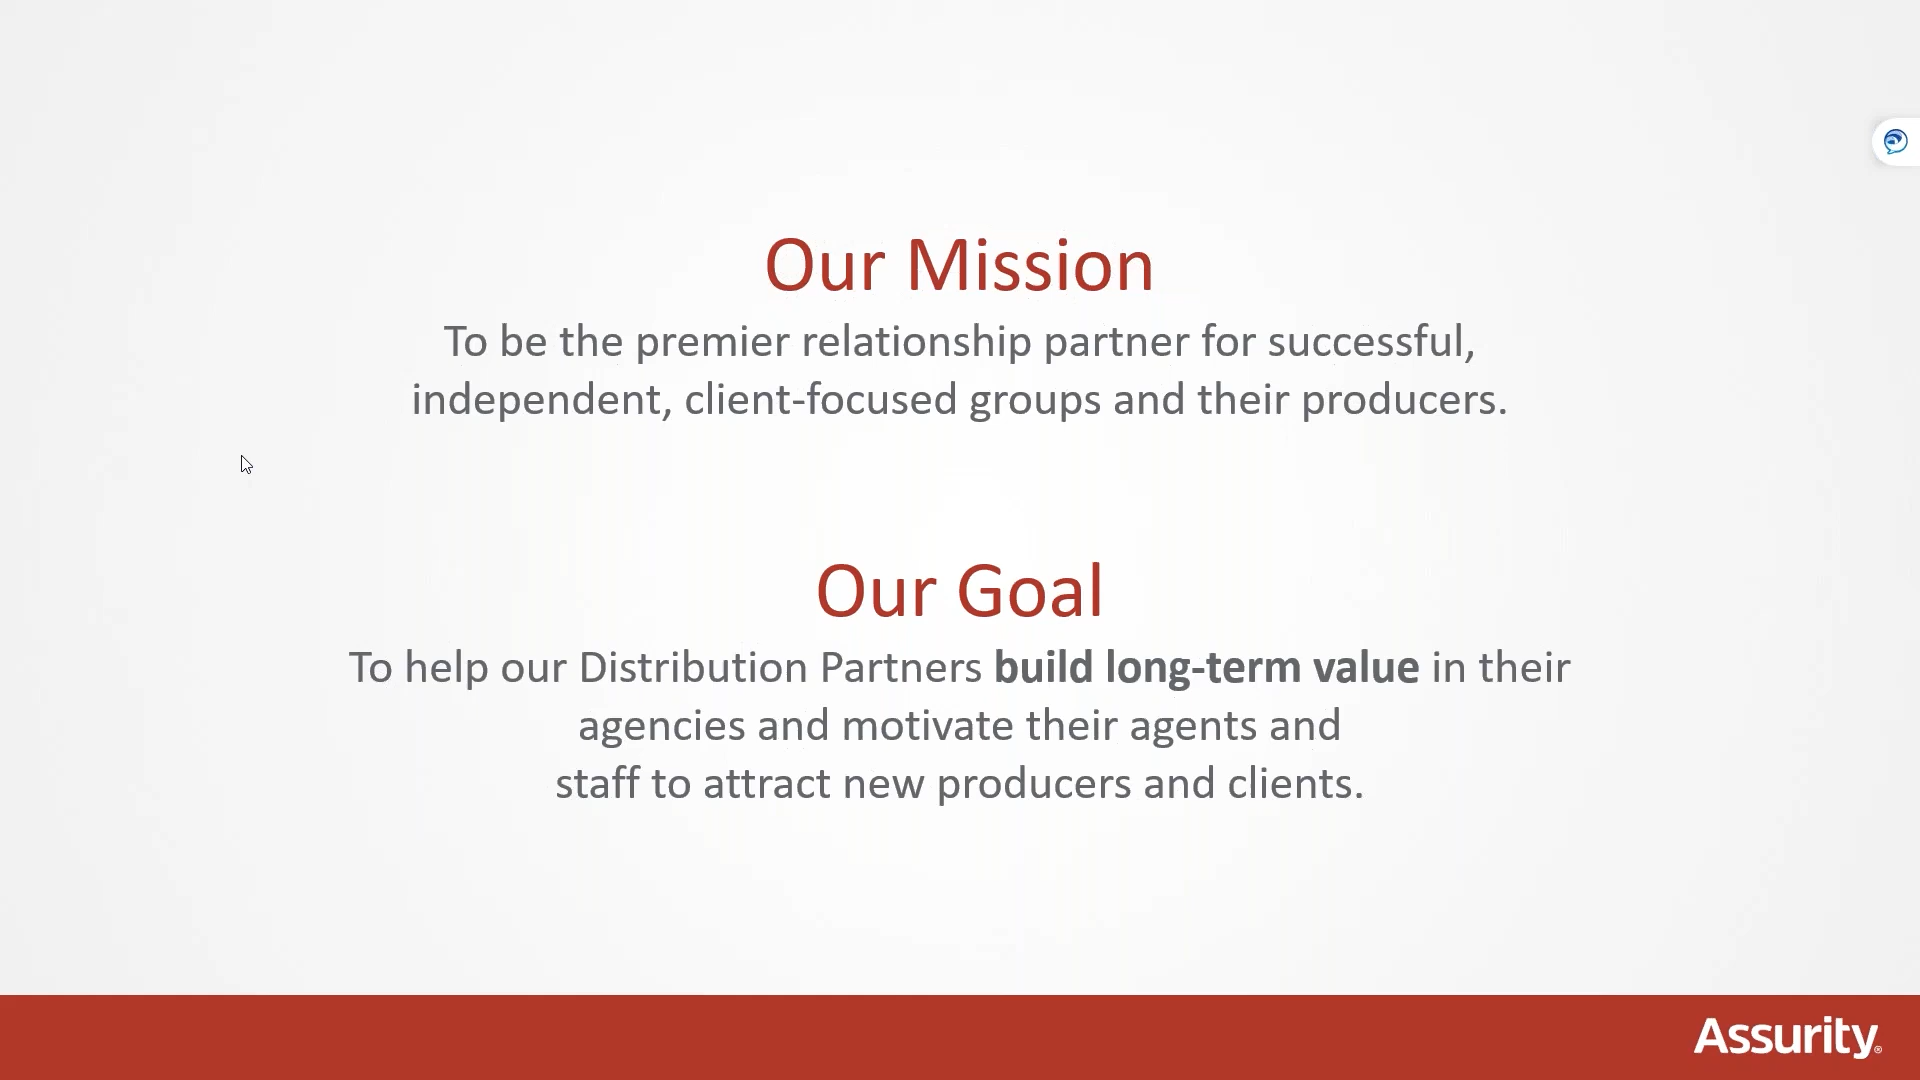 Our Mission
To be the premier relationship partner for successful,
independent, client-focused groups and their producers.
Our Goal
To help our Distribution Partners build long-term value in their
agencies and motivate their agents and
staff to attract new producers and clients.
Assurity®